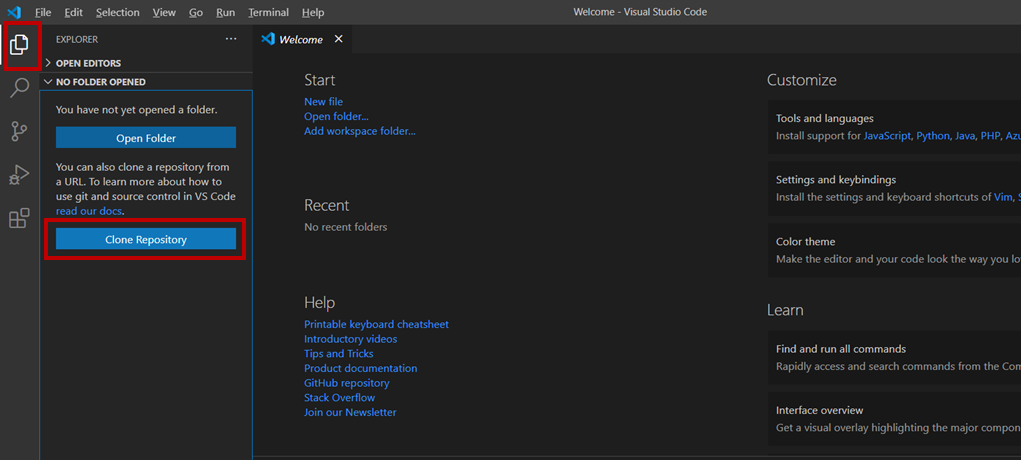 File Edit Selection View Go Run Terminal Help
Welcome - Visual Studio Code
EXPLORER
OPEN EDITORS
NO FOLDER OPENED
You have not yet opened a folder.
Open Folder
You can also clone a repository from
a URL. To learn more about how to
use git and source control in VS Code
read our docs.
Clone Repository
Welcome
Start
New file
Open folder...
Add workspace folder...
Recent
No recent folders
Help
Printable keyboard cheatsheet
Introductory videos
Tips and Tricks
Product documentation
GitHub repository
Stack Overflow
Join our Newsletter
Customize
Tools and languages
Install support for JavaScript, Python, Java, PHP, Azu
Settings and keybindings
Install the settings and keyboard shortcuts of Vim, S
Color theme
Make the editor and your code look the way you lo
Learn
Find and run all commands
Rapidly access and search commands from the Com
Interface overview
Get a visual overlay highlighting the major compon